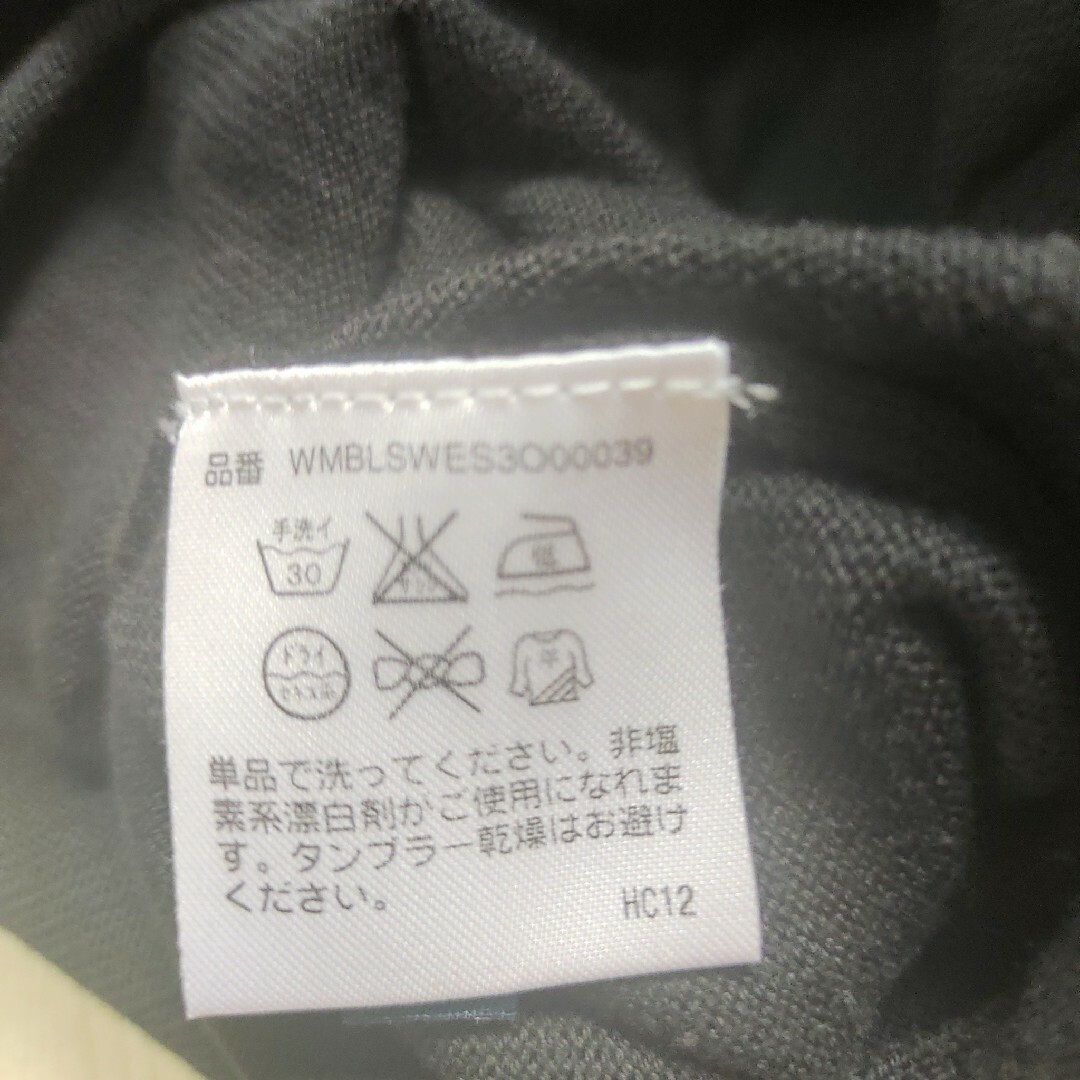 品番 WMBLSWES3O00039
手洗イ
30
低
ドライ
セキユ系
平
単品で洗ってください。非塩
素系漂白剤がご使用になれま
す。タンブラー乾燥はお避け
ください。
HC12